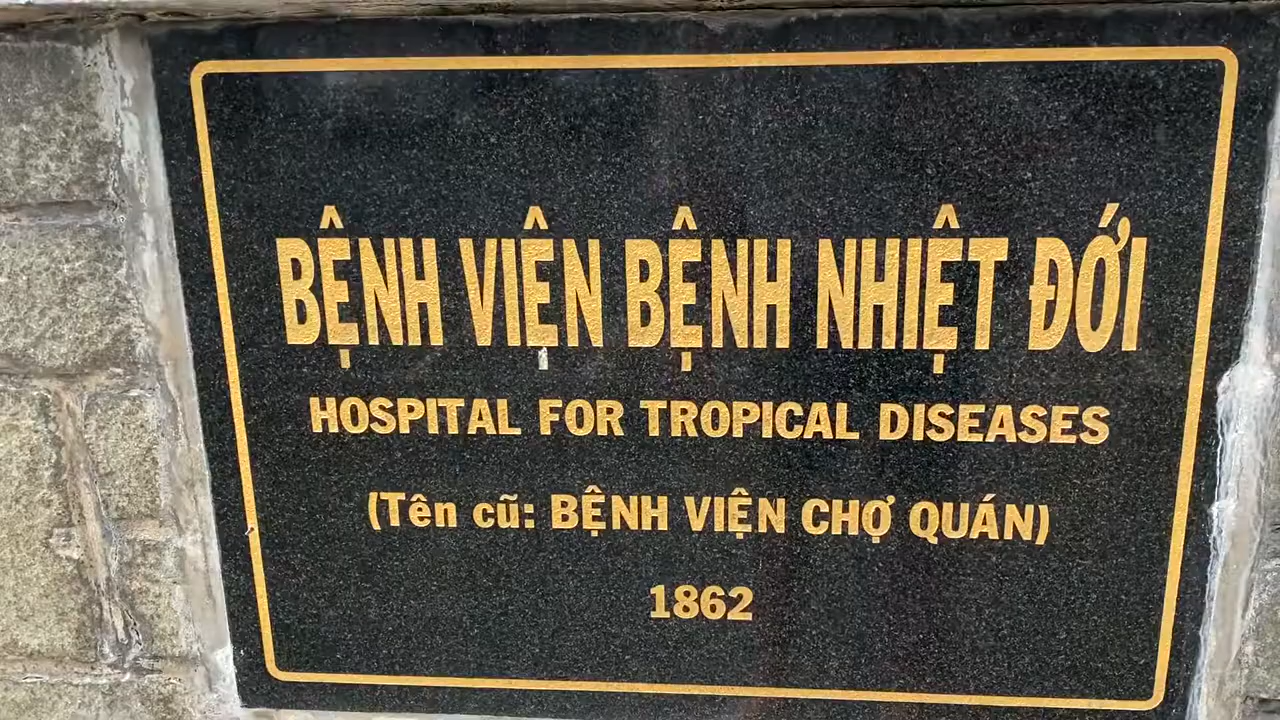 BỆNH VIỆN BỆNH NHIỆT ĐỚI
HOSPITAL FOR TROPICAL DISEASES
(Tên cũ: BỆNH VIỆN CHỢ QUÁN)
1862